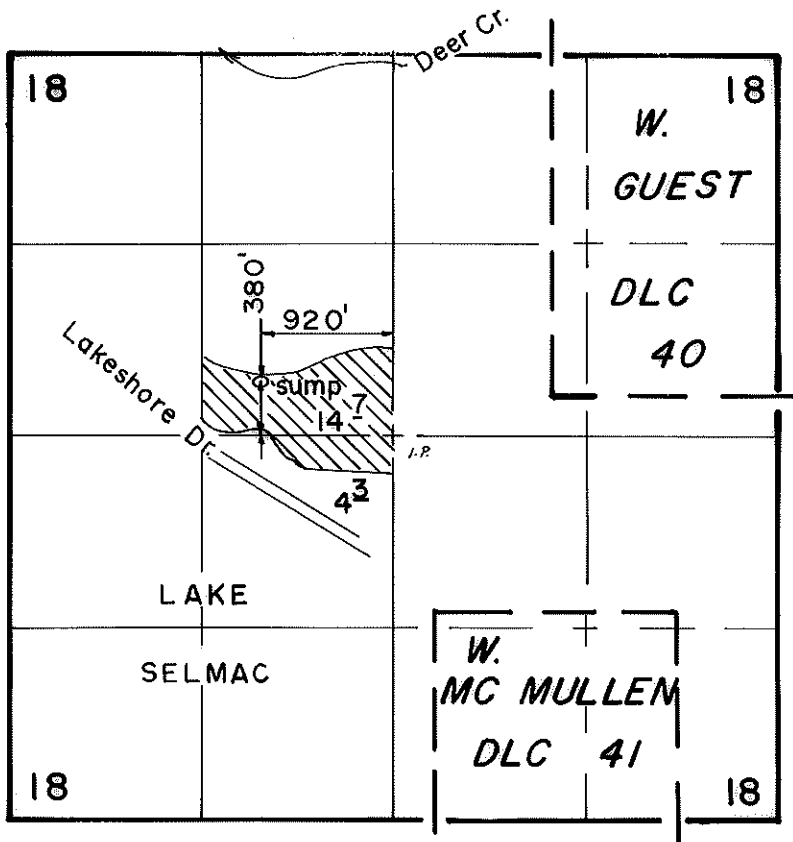 Deer Cr.
18
18
W.
GUEST
DLC
40
380'
920'
Lakeshore Dr.
sump
14 7
I.P.
4 3
LAKE
SELMAC
W.
MC MULLEN
DLC 41
18
18